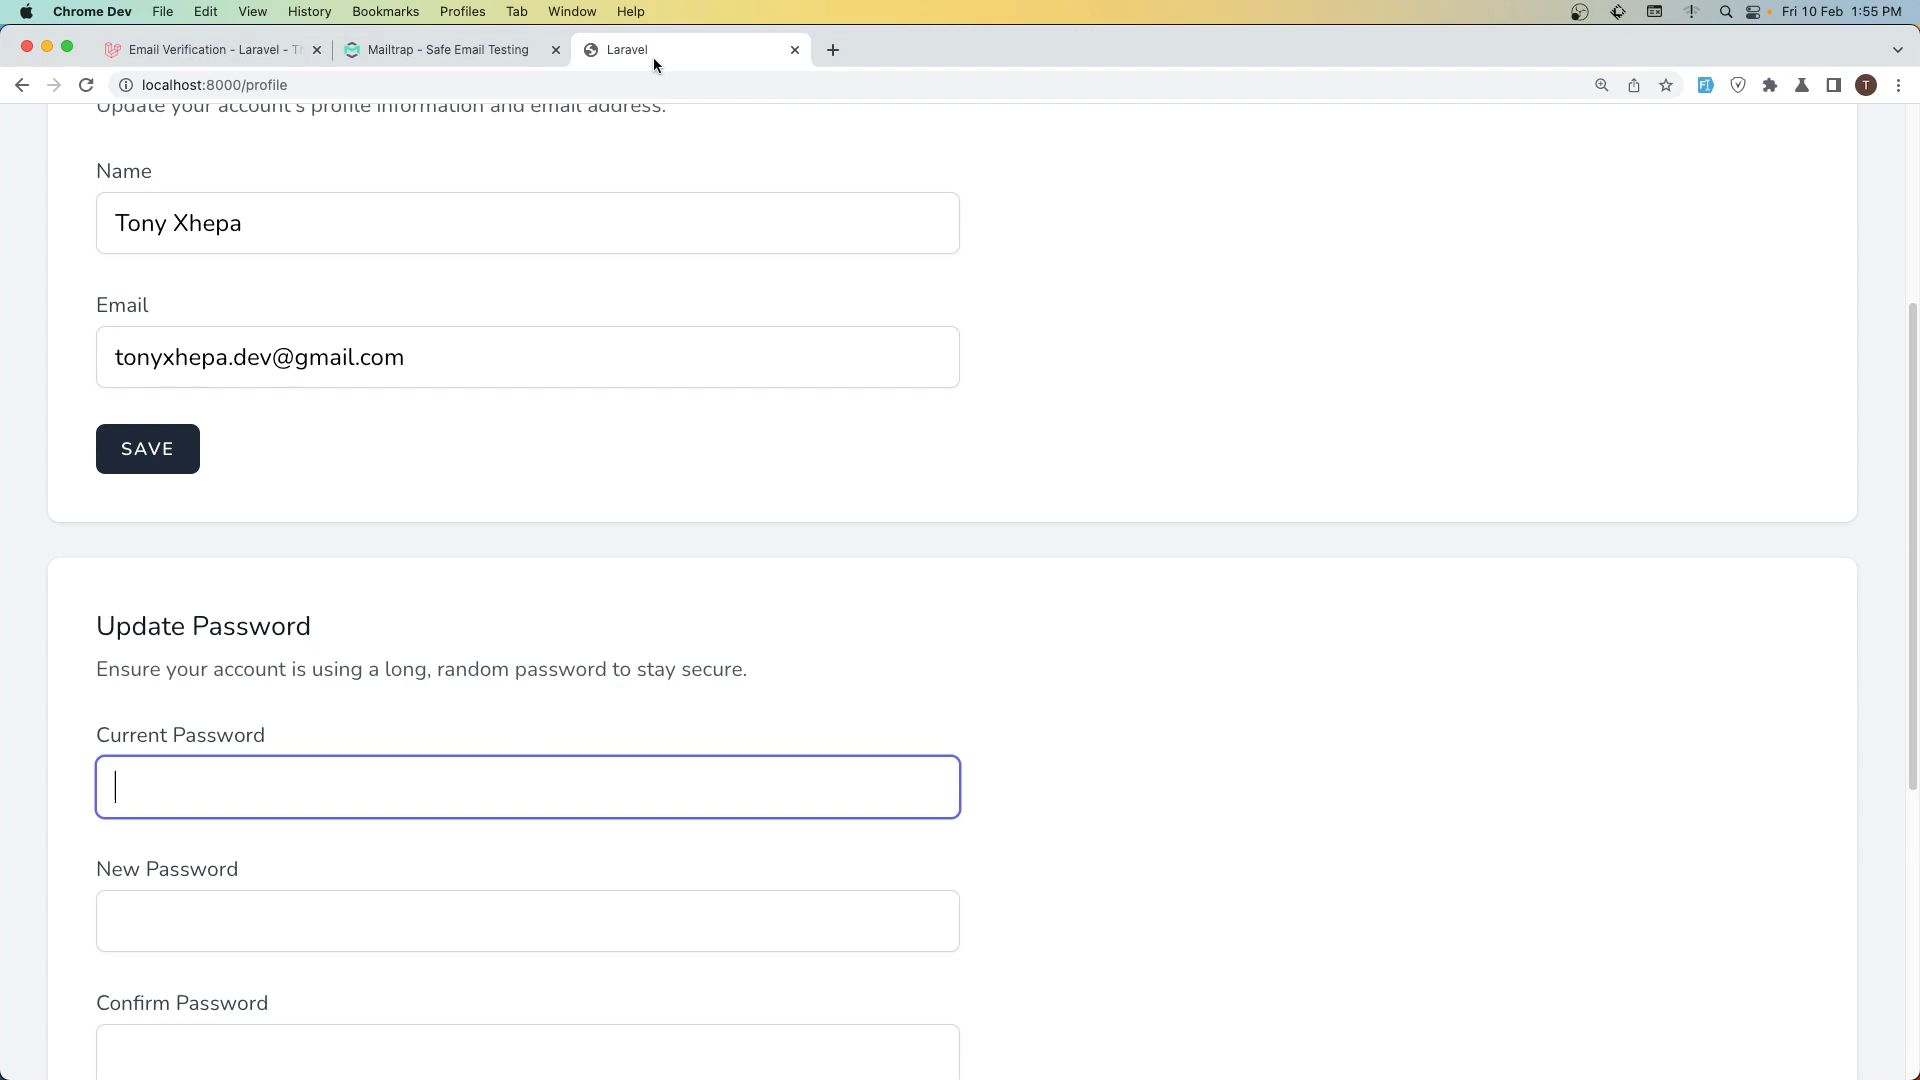 Chrome Dev File Edit View History Bookmarks Profiles Tab Window Help Fri 10 Feb 1:55 PM
Email Verification - Laravel - Th Mailtrap - Safe Email Testing Laravel
localhost:8000/profile T
Update your account's profile information and email address.
Name
Tony Xhepa
Email
tonyxhepa.dev@gmail.com
SAVE
Update Password
Ensure your account is using a long, random password to stay secure.
Current Password
New Password
Confirm Password